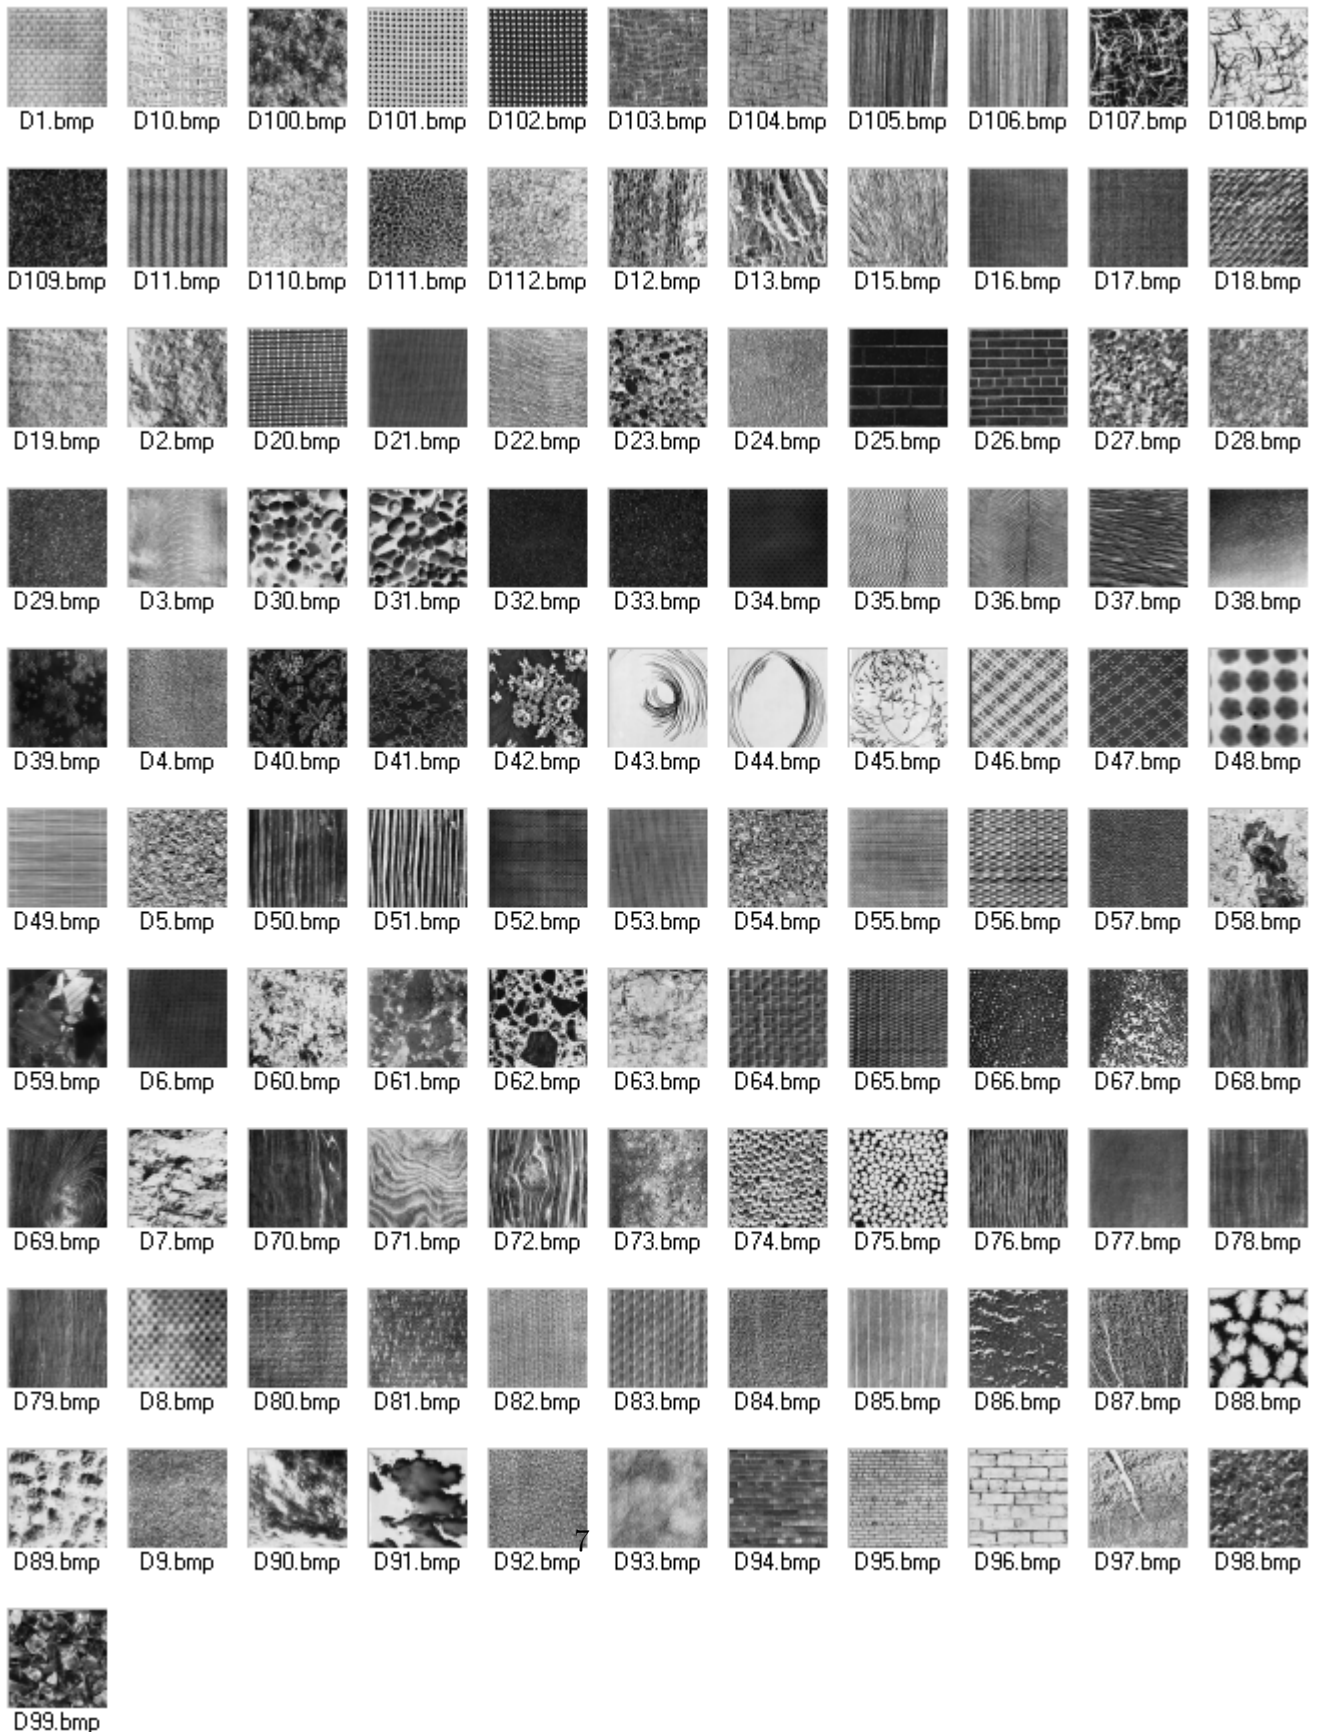 D1.bmp D10.bmp D100.bmp D101.bmp D102.bmp D103.bmp D104.bmp D105.bmp D106.bmp D107.bmp D108.bmp
D109.bmp D11.bmp D110.bmp D111.bmp D112.bmp D12.bmp D13.bmp D15.bmp D16.bmp D17.bmp D18.bmp
D19.bmp D2.bmp D20.bmp D21.bmp D22.bmp D23.bmp D24.bmp D25.bmp D26.bmp D27.bmp D28.bmp
D29.bmp D3.bmp D30.bmp D31.bmp D32.bmp D33.bmp D34.bmp D35.bmp D36.bmp D37.bmp D38.bmp
D39.bmp D4.bmp D40.bmp D41.bmp D42.bmp D43.bmp D44.bmp D45.bmp D46.bmp D47.bmp D48.bmp
D49.bmp D5.bmp D50.bmp D51.bmp D52.bmp D53.bmp D54.bmp D55.bmp D56.bmp D57.bmp D58.bmp
D59.bmp D6.bmp D60.bmp D61.bmp D62.bmp D63.bmp D64.bmp D65.bmp D66.bmp D67.bmp D68.bmp
D69.bmp D7.bmp D70.bmp D71.bmp D72.bmp D73.bmp D74.bmp D75.bmp D76.bmp D77.bmp D78.bmp
D79.bmp D8.bmp D80.bmp D81.bmp D82.bmp D83.bmp D84.bmp D85.bmp D86.bmp D87.bmp D88.bmp
7
D89.bmp D9.bmp D90.bmp D91.bmp D92.bmp D93.bmp D94.bmp D95.bmp D96.bmp D97.bmp D98.bmp
D99.bmp